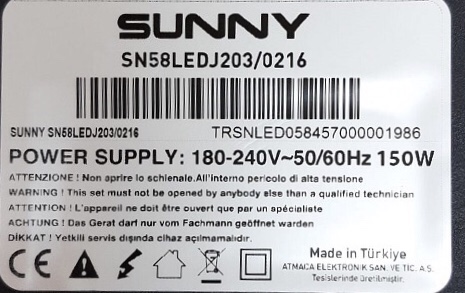 SUNNY
SN58LEDJ203/0216
SUNNY SN58LEDJ203/0216 TRSNLED058457000001986
POWER SUPPLY: 180-240V~50/60Hz 150W
ATTENZIONE ! Non aprire lo schienale.All'interno pericolo di alta tensione
WARNING ! This set must not be opened by anybody else than a qualified technician
ATTENTION ! L'appareil ne doit être ouvert que par un spécialiste
ACHTUNG ! Das Gerat darf nur vom Fachmann geöffnet warden
DİKKAT ! Yetkili servis dışında cihaz açılmamalıdır.
CE Made in Türkiye
ATMACA ELEKTRONİK SAN. VE TİC. A.Ş.
Tesislerinde üretilmiştir.